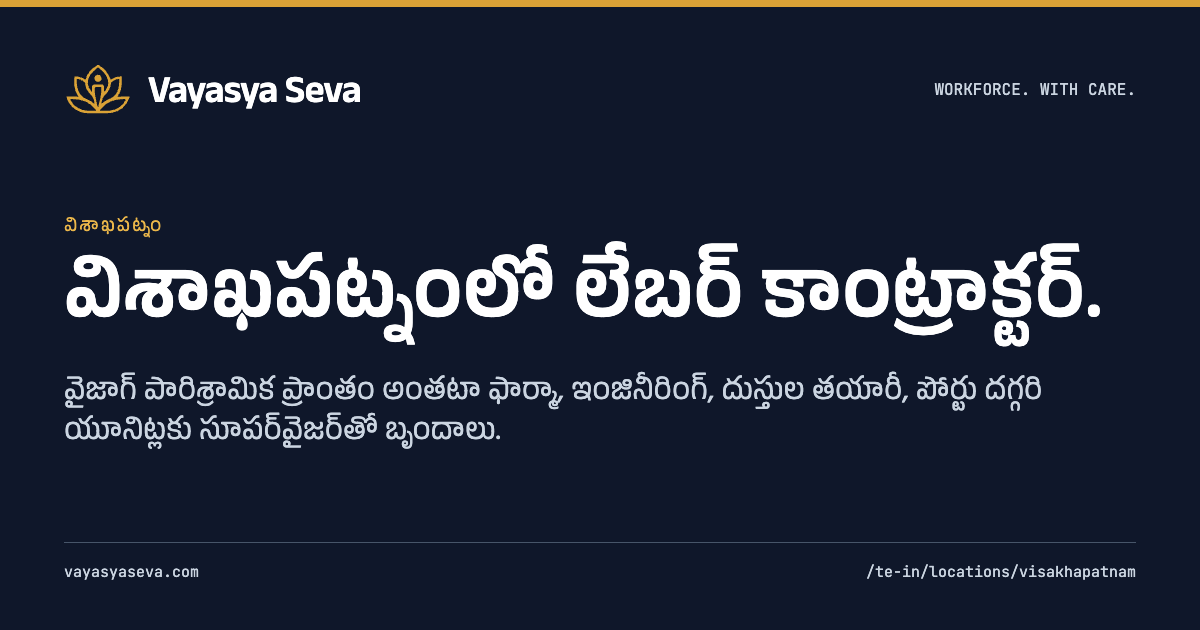 Vayasya Seva
WORKFORCE. WITH CARE.
విశాఖపట్నం
విశాఖపట్నంలో లేబర్ కాంట్రాక్టర్.
వైజాగ్ పారిశ్రామిక ప్రాంతం అంతటా ఫార్మా, ఇంజినీరింగ్, దుస్తుల తయారీ, పోర్టు దగ్గరి
యూనిట్లకు సూపర్‌వైజర్‌తో బృందాలు.
vayasyaseva.com
/te-in/locations/visakhapatnam